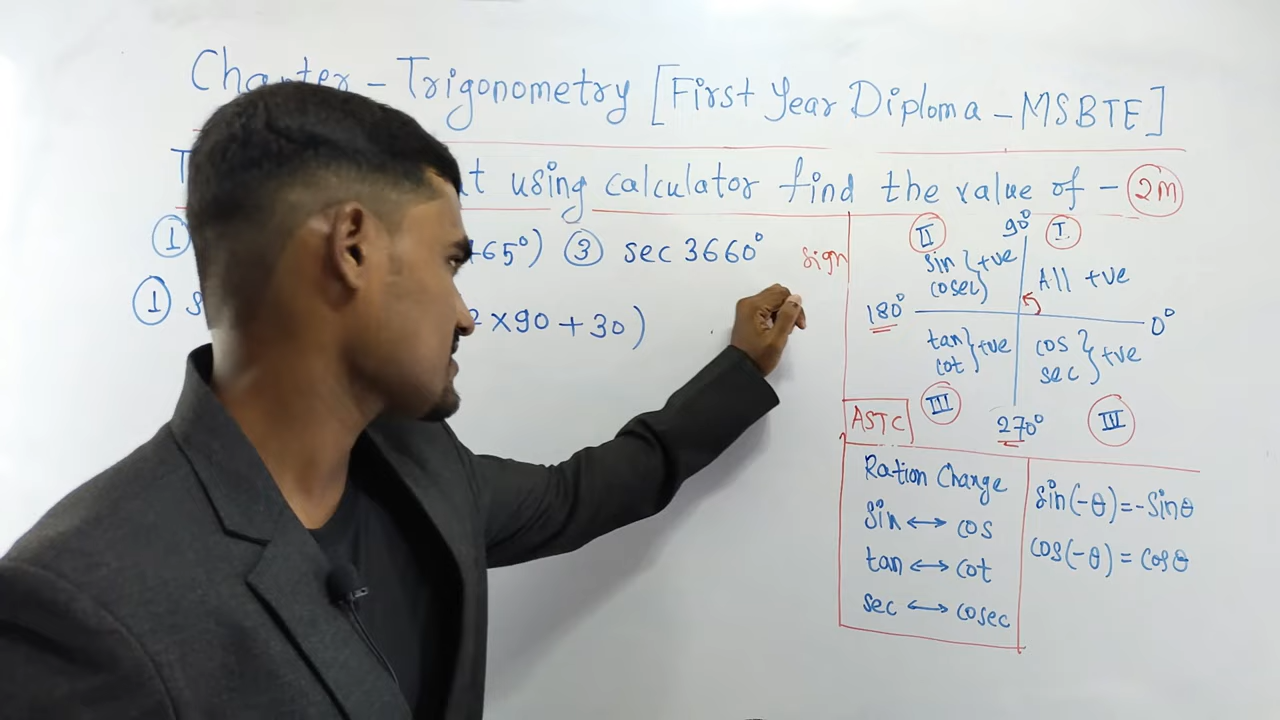 Chapter - Trigonometry [First Year Diploma - MSBTE]
using calculator find the value of - 2M
① 65°) ③ sec 3660°
sign
① s 2 x 90 + 30)
II 90° I
sin } +ve
cosec)
All +ve
180° 0°
tan } +ve
cot
cos } +ve
sec
III 270° III
ASTC
Ration Change
sin ↔ cos
tan ↔ cot
sec ↔ cosec
sin(-θ) = -sinθ
cos(-θ) = cosθ